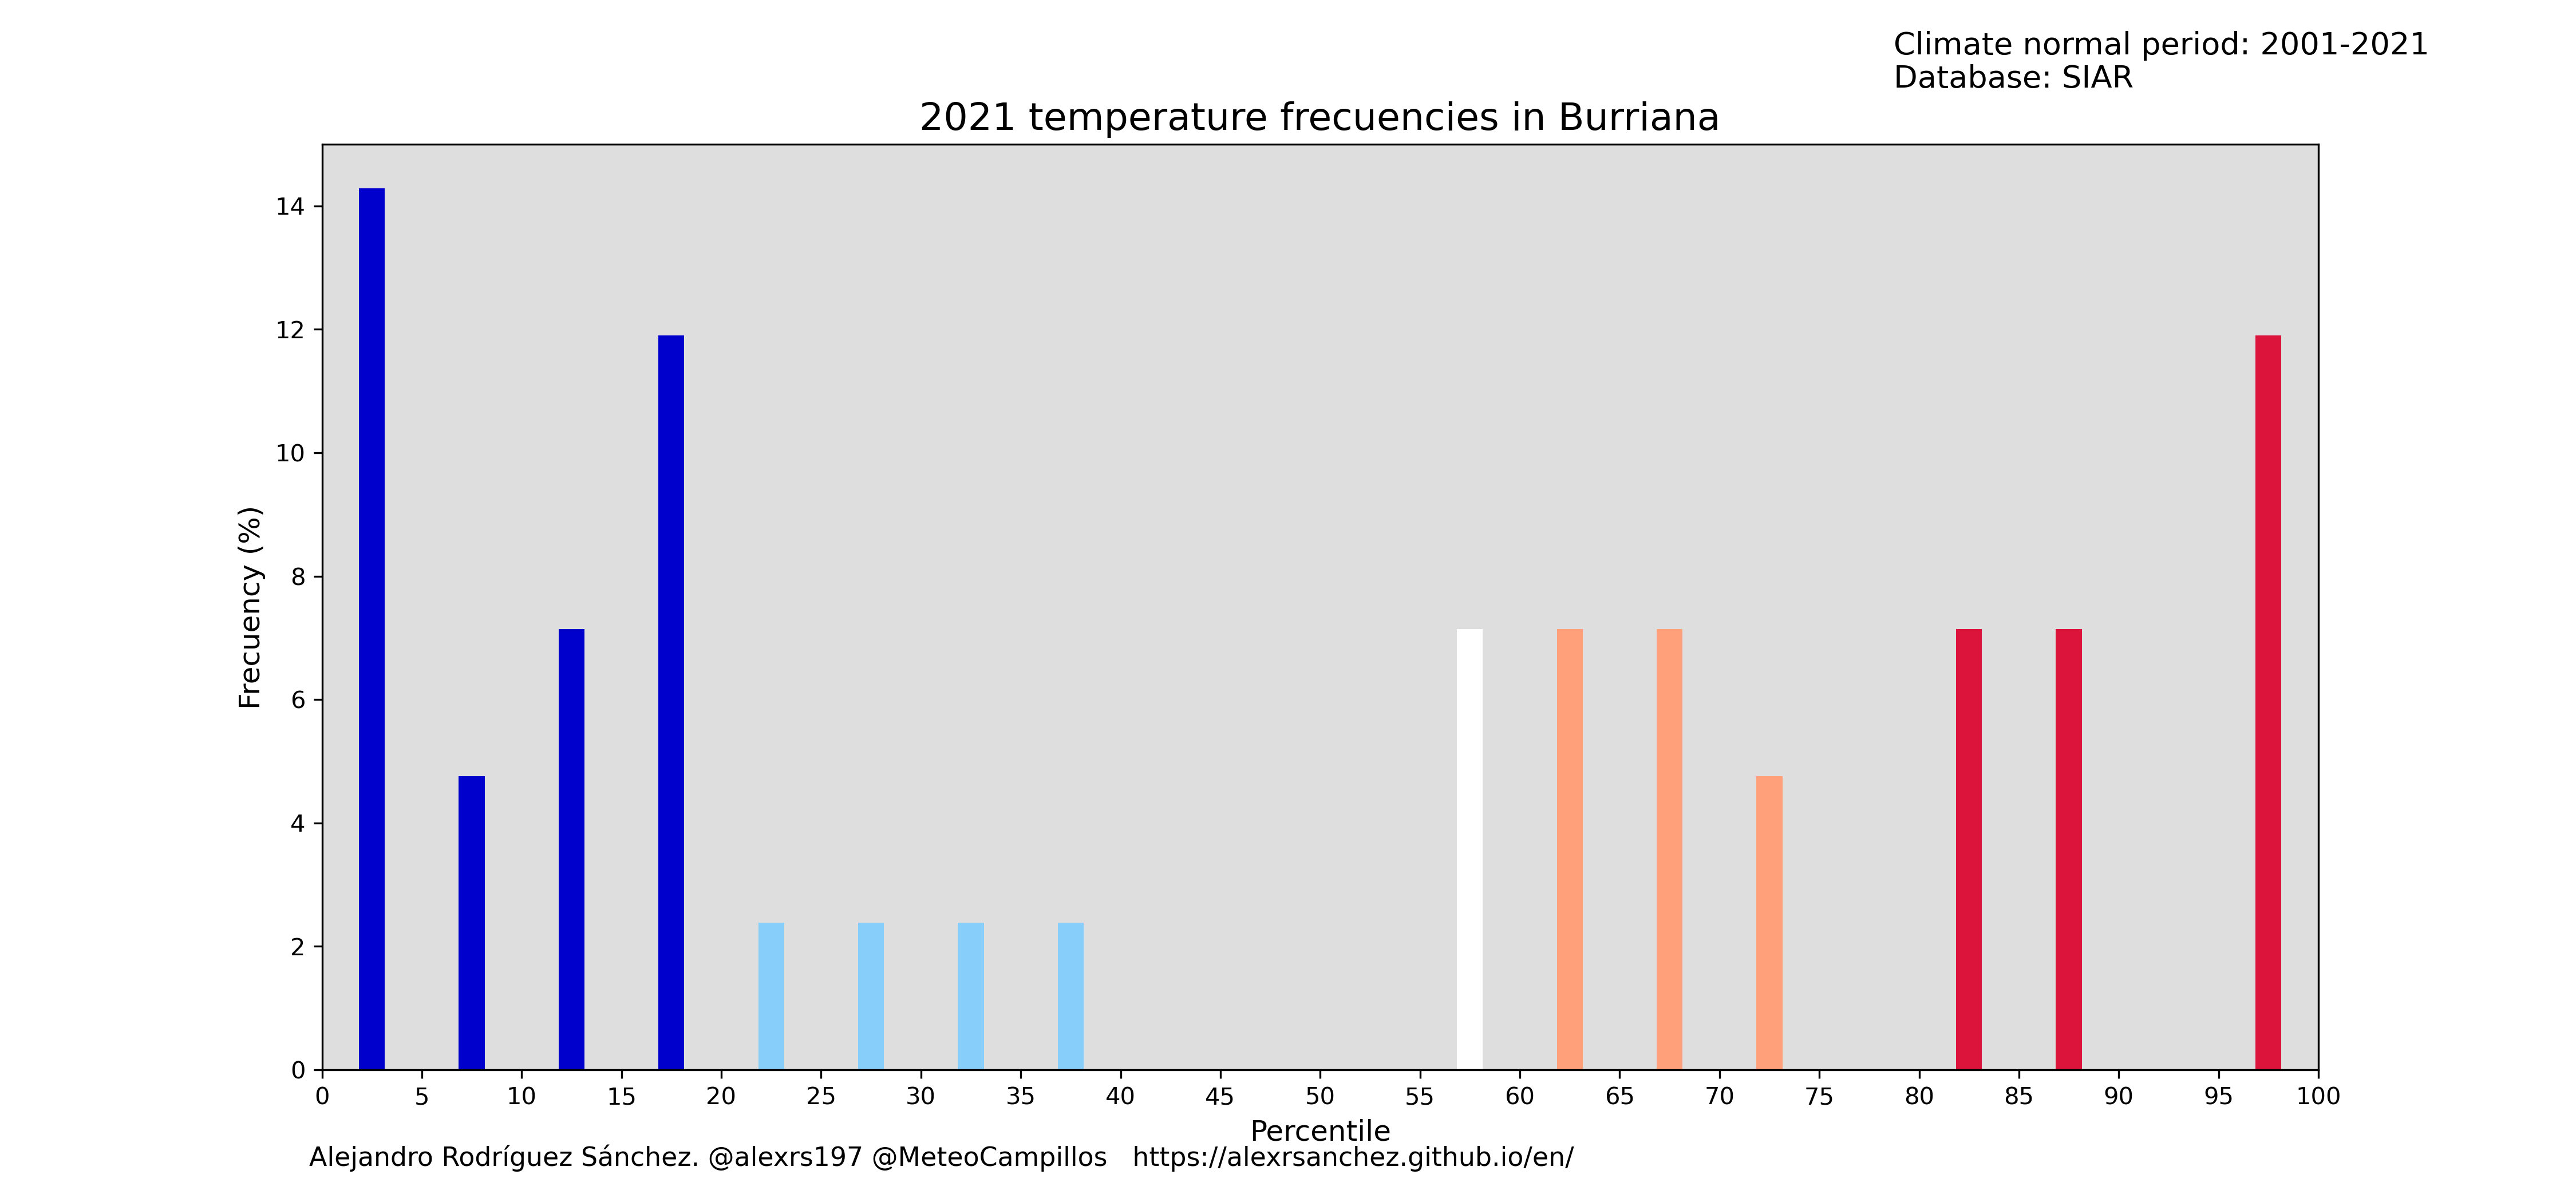 Climate normal period: 2001-2021
Database: SIAR
2021 temperature frecuencies in Burriana
Frecuency (%)
14
12
10
8
6
4
2
0
0 5 10 15 20 25 30 35 40 45 50 55 60 65 70 75 80 85 90 95 100
Percentile
Alejandro Rodríguez Sánchez. @alexrs197 @MeteoCampillos https://alexrsanchez.github.io/en/